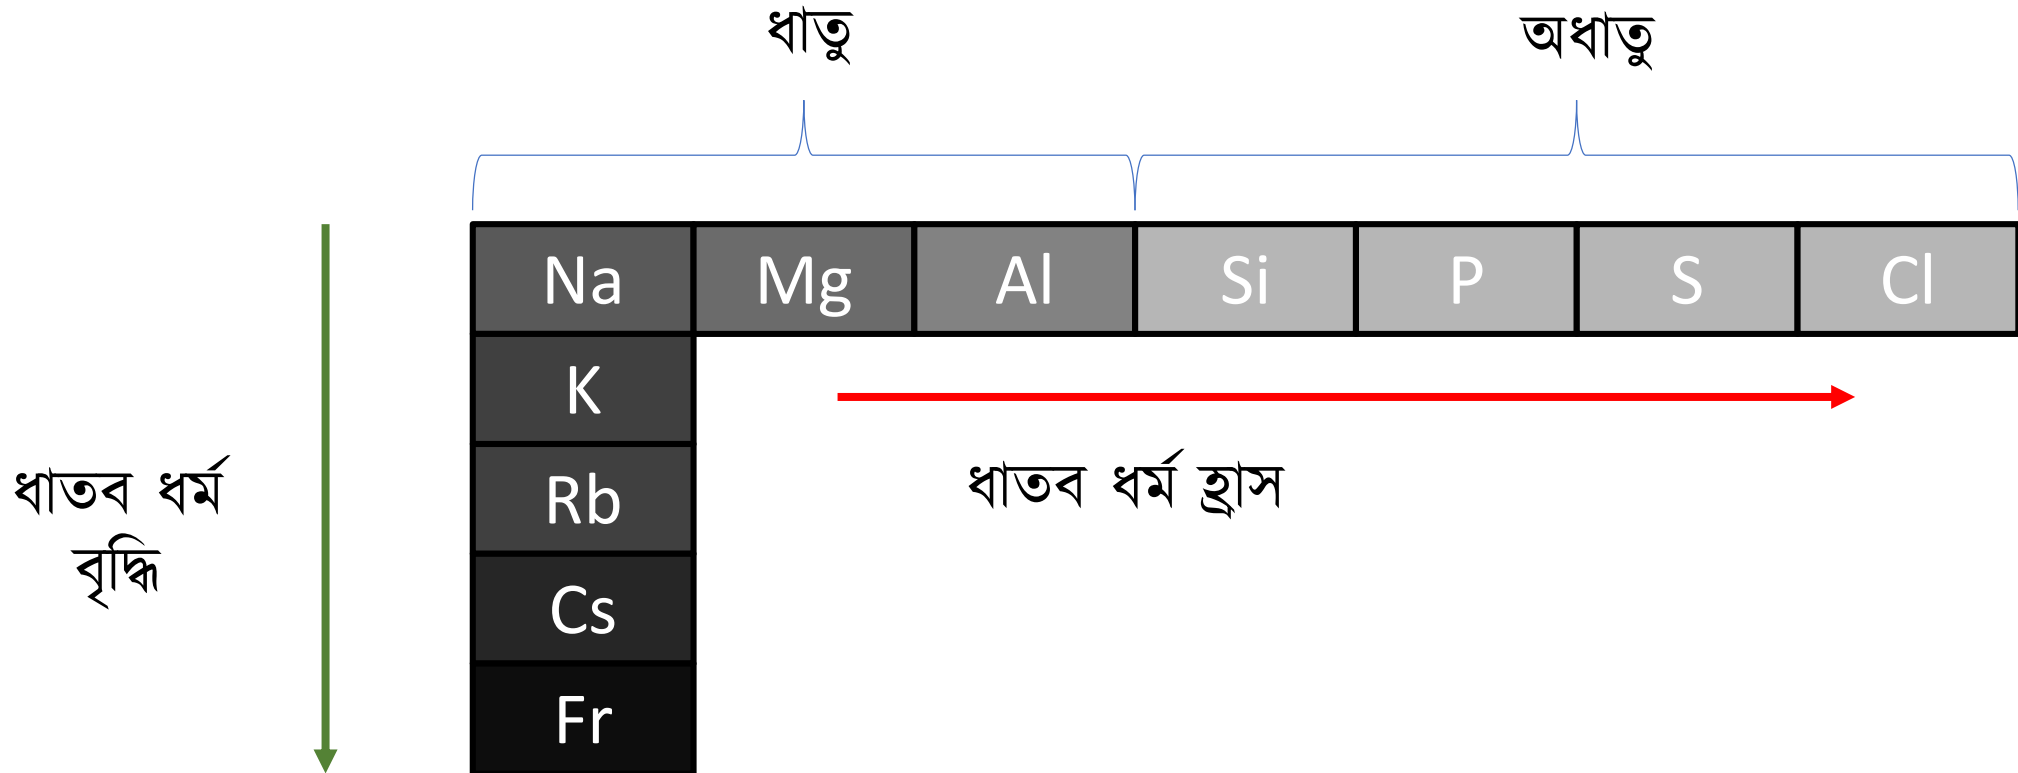 ধাতু
অধাতু
Na Mg Al Si P S Cl
K
Rb
Cs
Fr
ধাতব ধর্ম
বৃদ্ধি
ধাতব ধর্ম হ্রাস